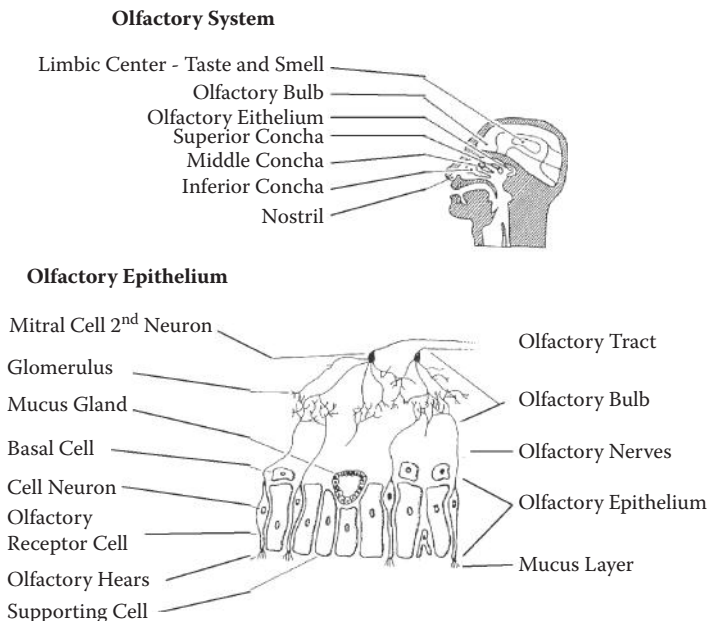 Olfactory System
Limbic Center - Taste and Smell
Olfactory Bulb
Olfactory Eithelium
Superior Concha
Middle Concha
Inferior Concha
Nostril
Olfactory Epithelium
Mitral Cell 2nd Neuron
Glomerulus
Mucus Gland
Basal Cell
Cell Neuron
Olfactory
Receptor Cell
Olfactory Hears
Supporting Cell
Olfactory Tract
Olfactory Bulb
Olfactory Nerves
Olfactory Epithelium
Mucus Layer